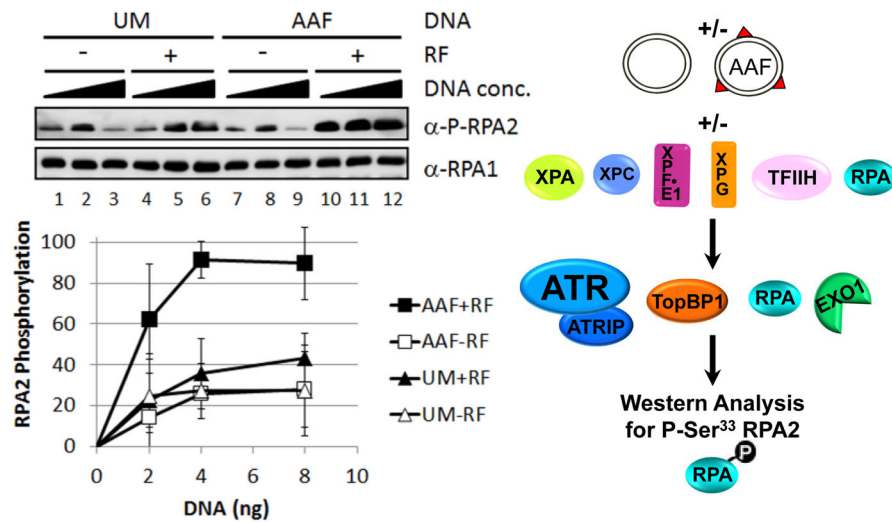 UM AAF DNA
- + - + RF
DNA conc.
α-P-RPA2
α-RPA1
1 2 3 4 5 6 7 8 9 10 11 12
100
80
60
40
20
0
0 2 4 6 8 10
RPA2 Phosphorylation
DNA (ng)
AAF+RF
AAF-RF
UM+RF
UM-RF
+/-
AAF
+/-
XPA XPC XPF•E1 XPG TFIIH RPA
ATR
ATRIP
TopBP1
RPA
EXO1
Western Analysis
for P-Ser³³ RPA2
P
RPA